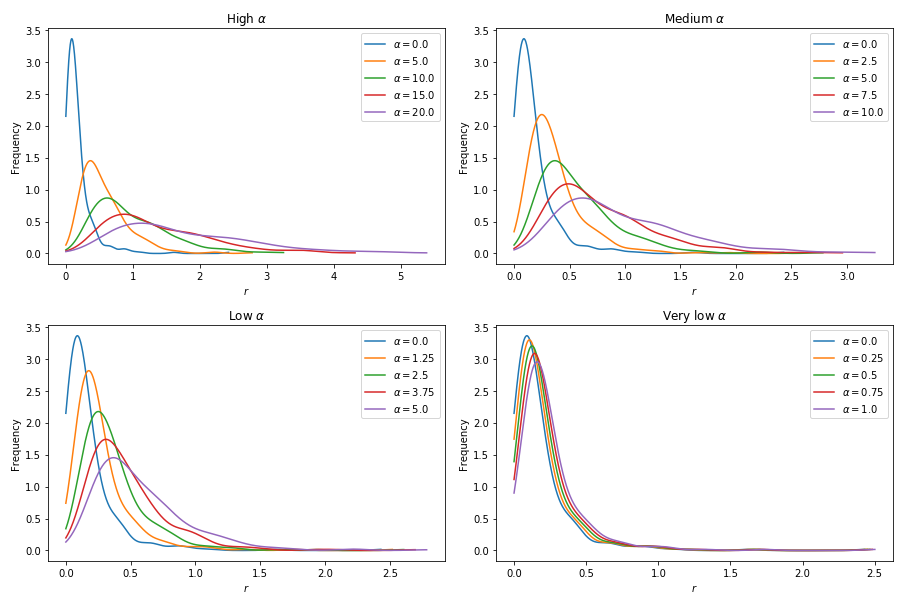 High α
Frequency
3.5
3.0
2.5
2.0
1.5
1.0
0.5
0.0
0 1 2 3 4 5
r
α = 0.0
α = 5.0
α = 10.0
α = 15.0
α = 20.0
Medium α
Frequency
3.5
3.0
2.5
2.0
1.5
1.0
0.5
0.0
0.0 0.5 1.0 1.5 2.0 2.5 3.0
r
α = 0.0
α = 2.5
α = 5.0
α = 7.5
α = 10.0
Low α
Frequency
3.5
3.0
2.5
2.0
1.5
1.0
0.5
0.0
0.0 0.5 1.0 1.5 2.0 2.5
r
α = 0.0
α = 1.25
α = 2.5
α = 3.75
α = 5.0
Very low α
Frequency
3.5
3.0
2.5
2.0
1.5
1.0
0.5
0.0
0.0 0.5 1.0 1.5 2.0 2.5
r
α = 0.0
α = 0.25
α = 0.5
α = 0.75
α = 1.0